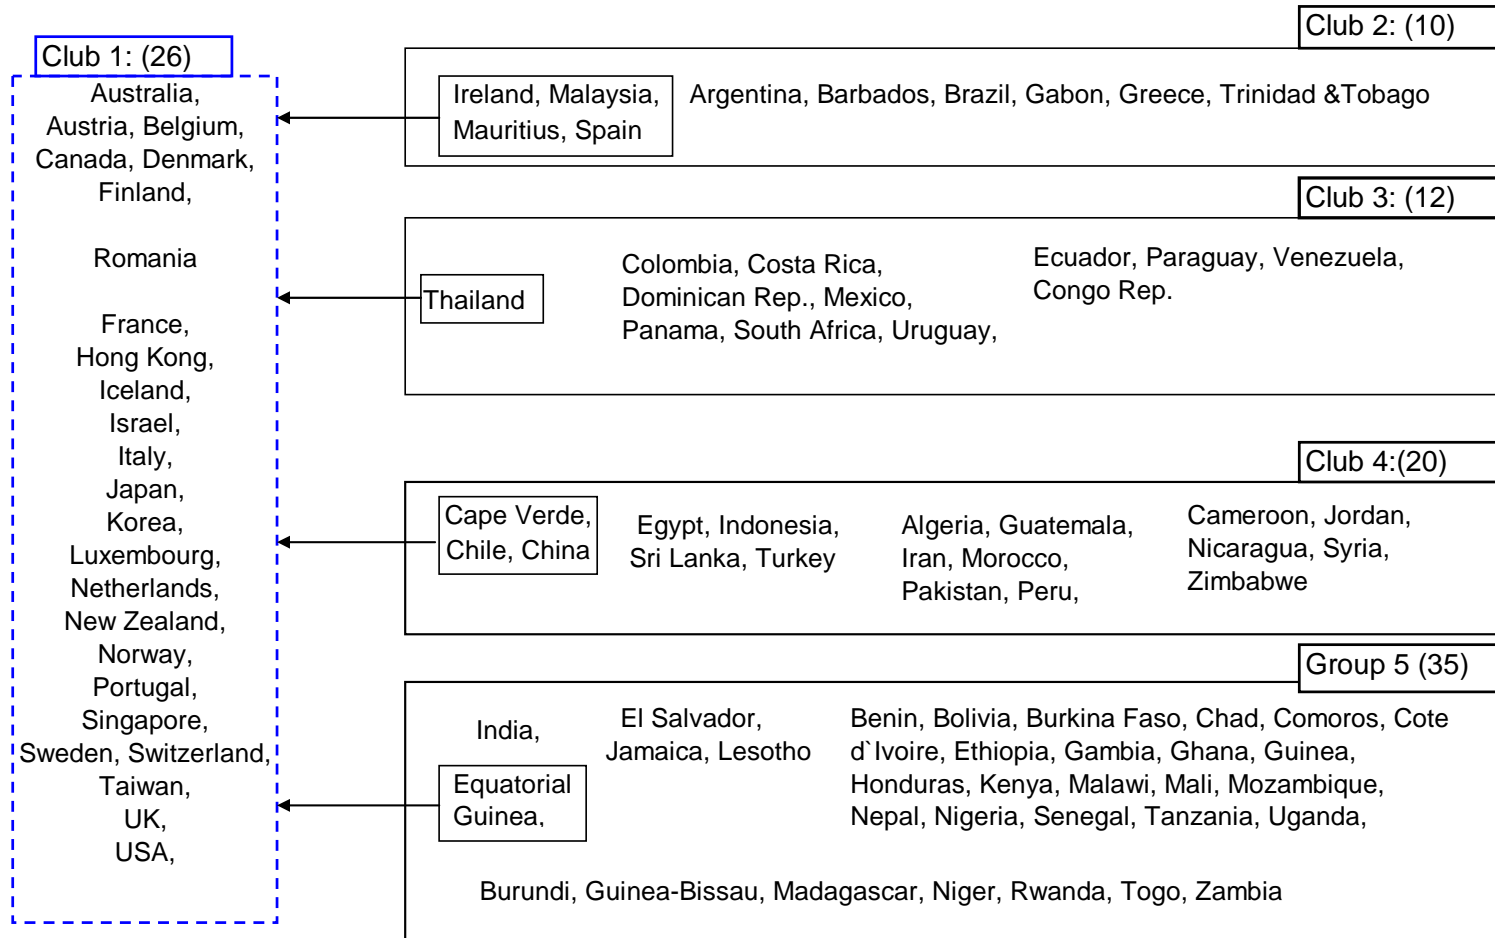 Club 1: (26)
Australia,
Austria, Belgium,
Canada, Denmark,
Finland,
Romania
France,
Hong Kong,
Iceland,
Israel,
Italy,
Japan,
Korea,
Luxembourg,
Netherlands,
New Zealand,
Norway,
Portugal,
Singapore,
Sweden, Switzerland,
Taiwan,
UK,
USA,
Club 2: (10)
Ireland, Malaysia,
Mauritius, Spain
Argentina, Barbados, Brazil, Gabon, Greece, Trinidad &Tobago
Club 3: (12)
Thailand
Colombia, Costa Rica,
Dominican Rep., Mexico,
Panama, South Africa, Uruguay,
Ecuador, Paraguay, Venezuela,
Congo Rep.
Club 4:(20)
Cape Verde,
Chile, China
Egypt, Indonesia,
Sri Lanka, Turkey
Algeria, Guatemala,
Iran, Morocco,
Pakistan, Peru,
Cameroon, Jordan,
Nicaragua, Syria,
Zimbabwe
Group 5 (35)
India,
Equatorial
Guinea,
El Salvador,
Jamaica, Lesotho
Benin, Bolivia, Burkina Faso, Chad, Comoros, Cote
d`Ivoire, Ethiopia, Gambia, Ghana, Guinea,
Honduras, Kenya, Malawi, Mali, Mozambique,
Nepal, Nigeria, Senegal, Tanzania, Uganda,
Burundi, Guinea-Bissau, Madagascar, Niger, Rwanda, Togo, Zambia